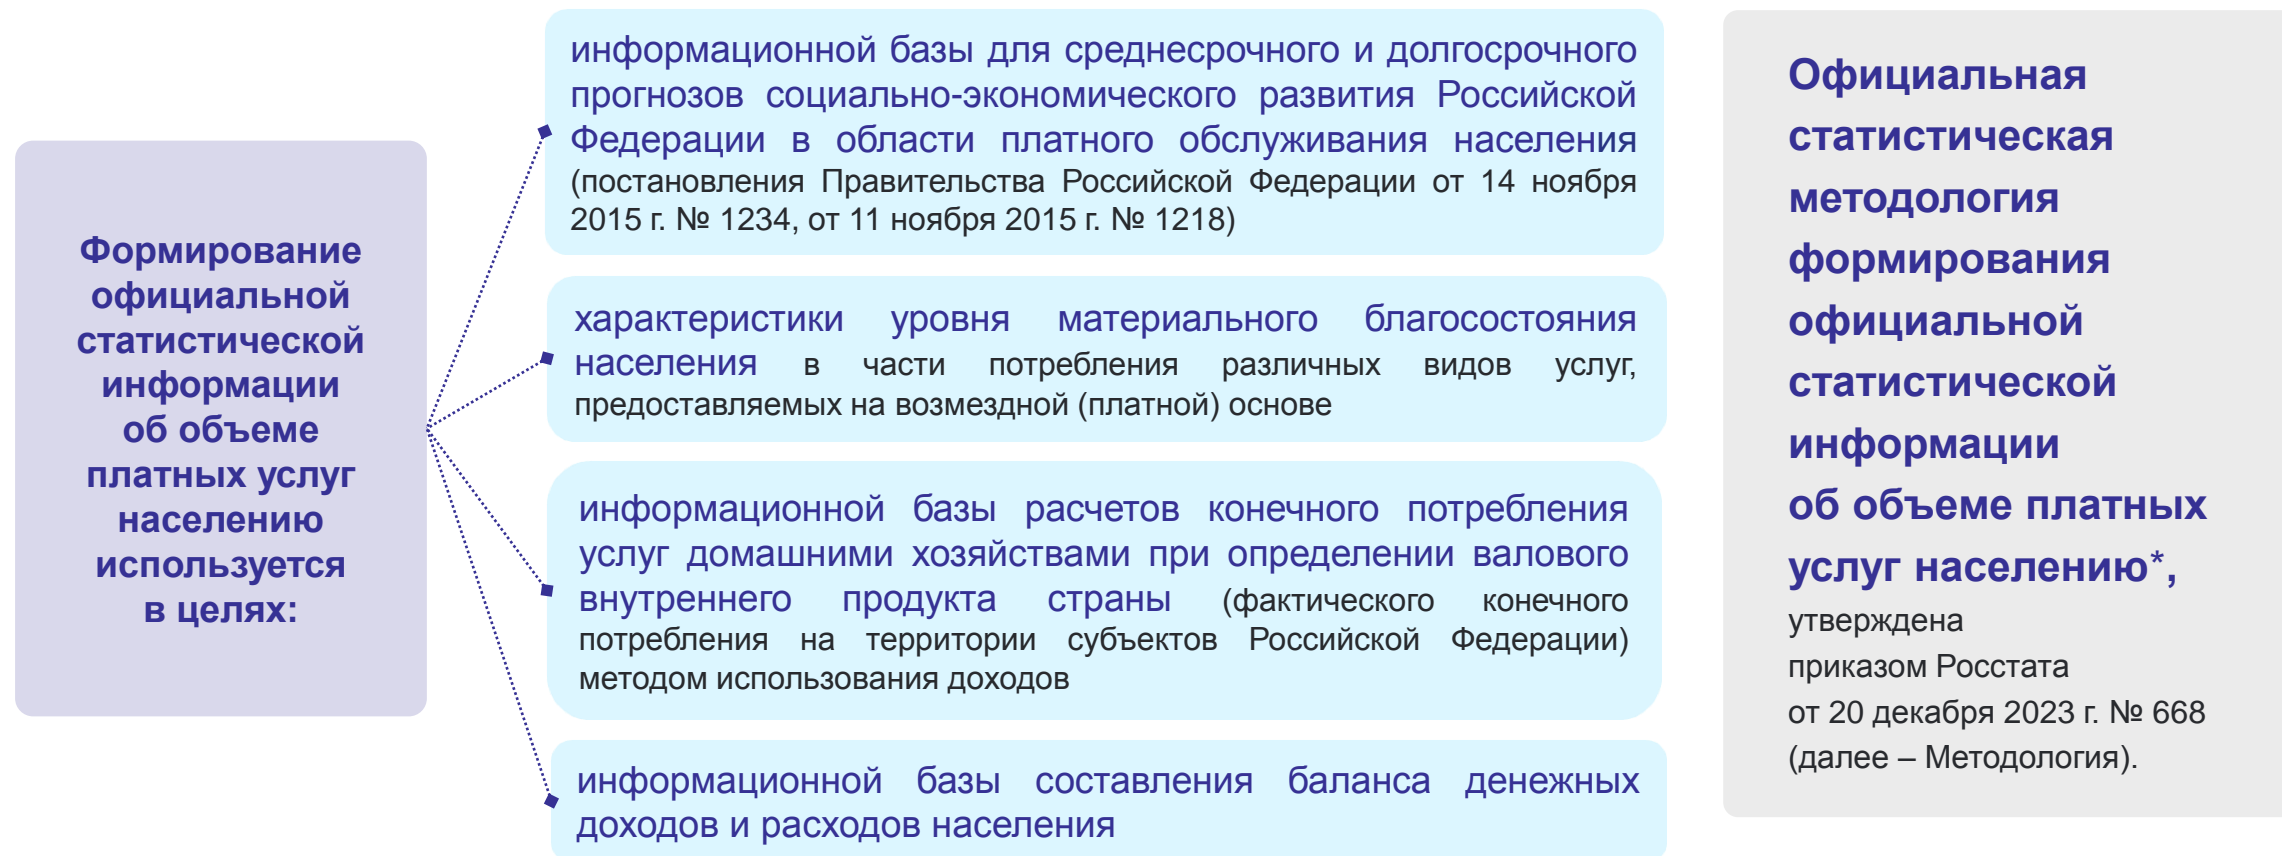 Формирование
официальной
статистической
информации
об объеме
платных услуг
населению
используется
в целях:
информационной базы для среднесрочного и долгосрочного
прогнозов социально-экономического развития Российской
Федерации в области платного обслуживания населения
(постановления Правительства Российской Федерации от 14 ноября
2015 г. № 1234, от 11 ноября 2015 г. № 1218)
характеристики уровня материального благосостояния
населения в части потребления различных видов услуг,
предоставляемых на возмездной (платной) основе
информационной базы расчетов конечного потребления
услуг домашними хозяйствами при определении валового
внутреннего продукта страны (фактического конечного
потребления на территории субъектов Российской Федерации)
методом использования доходов
информационной базы составления баланса денежных
доходов и расходов населения
Официальная
статистическая
методология
формирования
официальной
статистической
информации
об объеме платных
услуг населению*,
утверждена
приказом Росстата
от 20 декабря 2023 г. № 668
(далее – Методология).